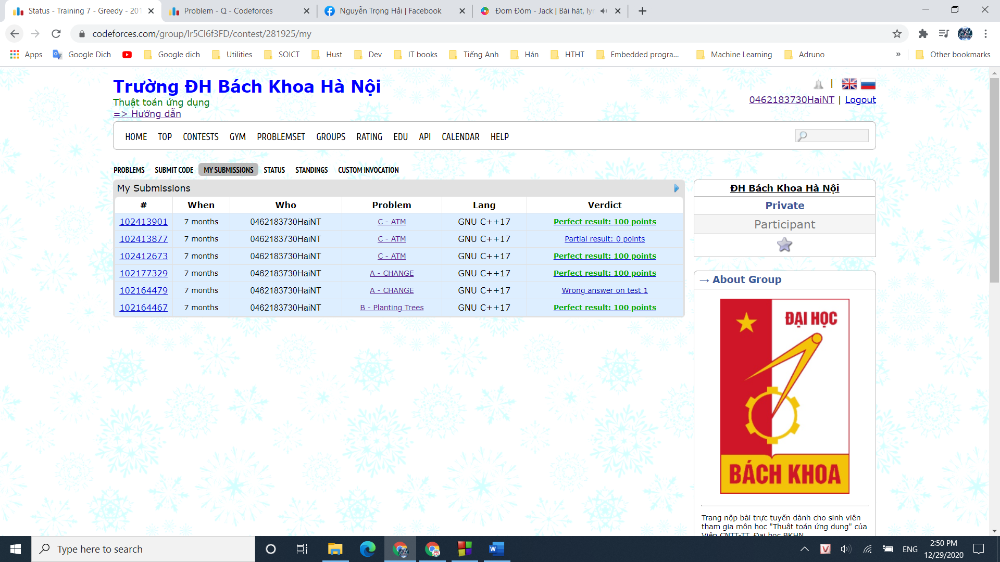 Status - Training 7 - Greedy - 201
Problem - Q - Codeforces
Nguyễn Trọng Hải | Facebook
Đom Đóm - Jack | Bài hát, lyr
codeforces.com/group/Ir5CI6f3FD/contest/281925/my
Apps Google Dịch Google dịch Utilities SOICT Hust Dev IT books Tiếng Anh Hán HTHT Embedded progra... Machine Learning Adruno » Other bookmarks
Trường ĐH Bách Khoa Hà Nội
Thuật toán ứng dụng
=> Hướng dẫn
0462183730HaiNT | Logout
HOME TOP CONTESTS GYM PROBLEMSET GROUPS RATING EDU API CALENDAR HELP
PROBLEMS SUBMIT CODE MY SUBMISSIONS STATUS STANDINGS CUSTOM INVOCATION
My Submissions
# When Who Problem Lang Verdict
102413901 7 months 0462183730HaiNT C - ATM GNU C++17 Perfect result: 100 points
102413877 7 months 0462183730HaiNT C - ATM GNU C++17 Partial result: 0 points
102412673 7 months 0462183730HaiNT C - ATM GNU C++17 Perfect result: 100 points
102177329 7 months 0462183730HaiNT A - CHANGE GNU C++17 Perfect result: 100 points
102164479 7 months 0462183730HaiNT A - CHANGE GNU C++17 Wrong answer on test 1
102164467 7 months 0462183730HaiNT B - Planting Trees GNU C++17 Perfect result: 100 points
ĐH Bách Khoa Hà Nội
Private
Participant
→ About Group
ĐẠI HỌC
BÁCH KHOA
Trang nộp bài trực tuyến dành cho sinh viên
tham gia môn học "Thuật toán ứng dụng" của
Viện CNTT-TT, Đại học BKHN
Type here to search
ENG
2:50 PM
12/29/2020